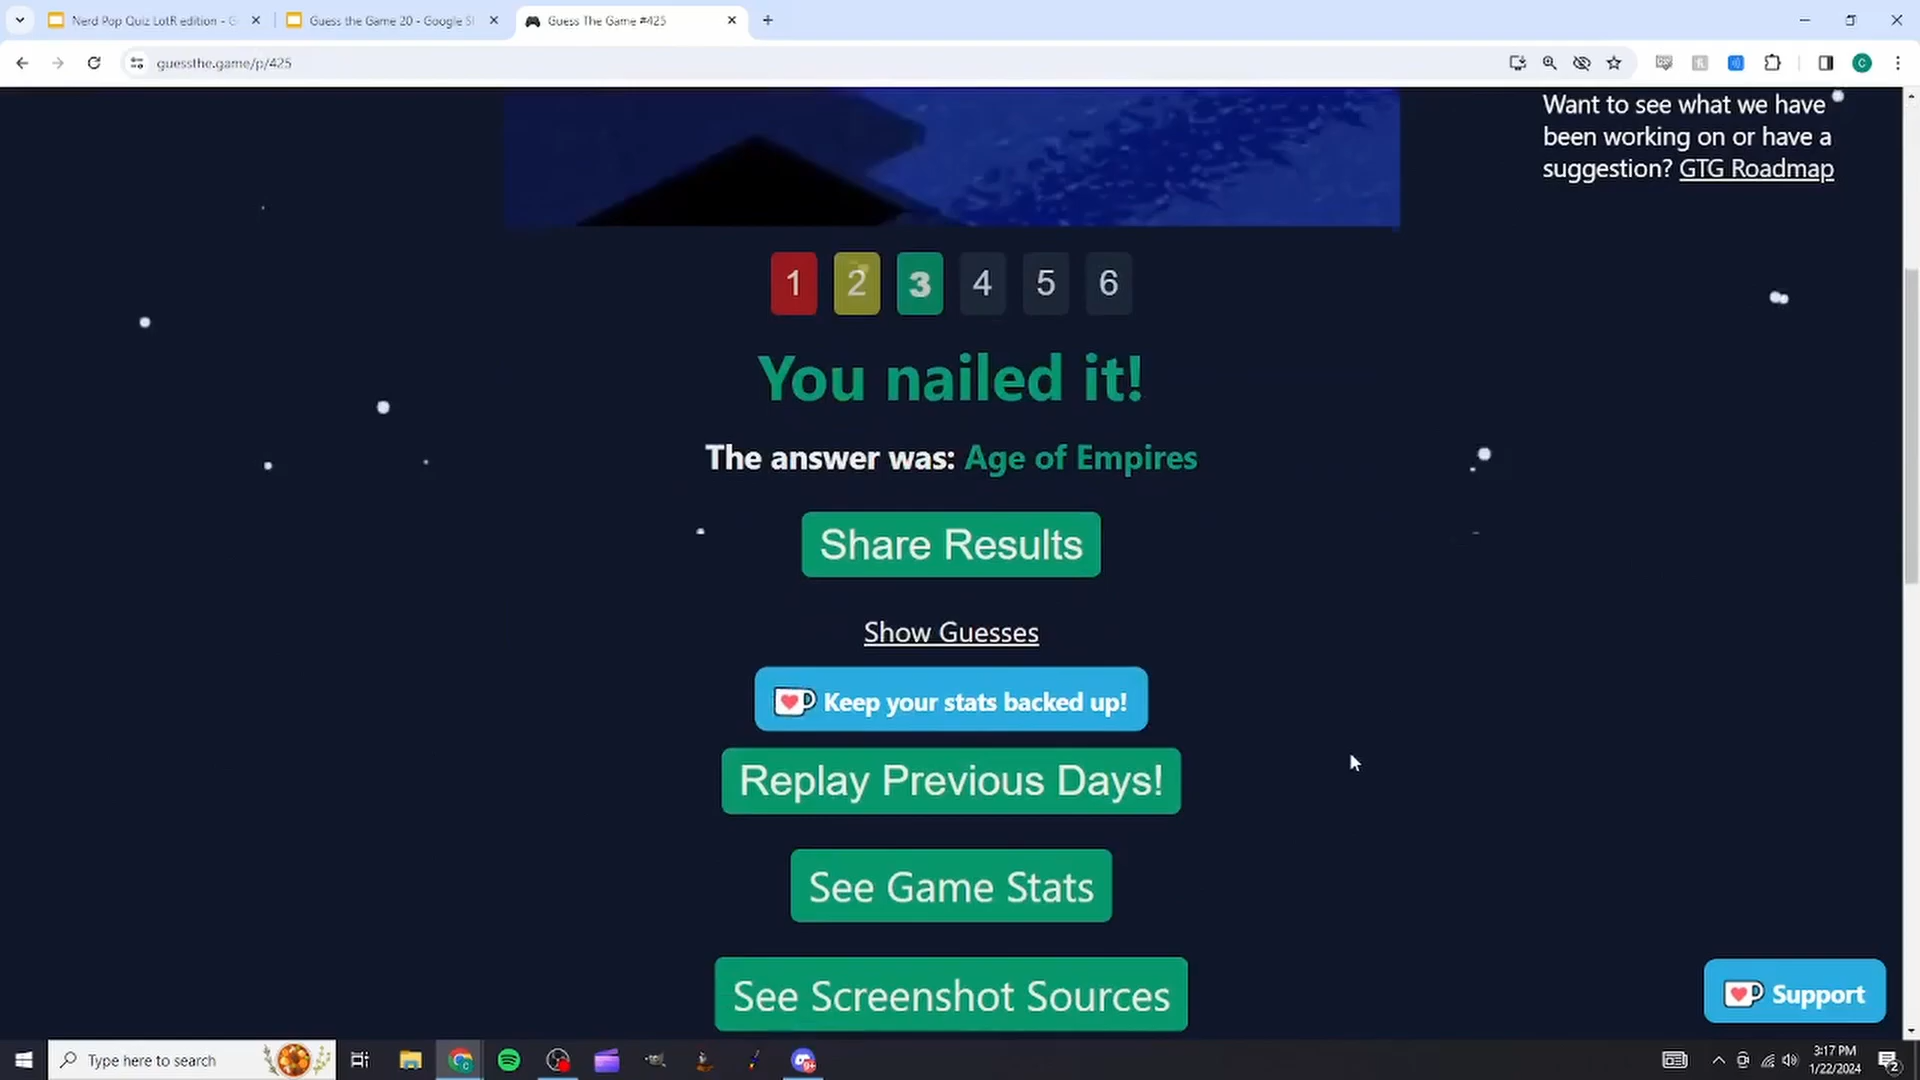 Nerd Pop Quiz LotR edition - G
Guess the Game 20 - Google Sl
Guess The Game #425
guessthe.game/p/425
C
Want to see what we have
been working on or have a
suggestion? GTG Roadmap
1 2 3 4 5 6
You nailed it!
The answer was: Age of Empires
Share Results
Show Guesses
Keep your stats backed up!
Replay Previous Days!
See Game Stats
See Screenshot Sources
Support
Type here to search
3:17 PM
1/22/2024
2